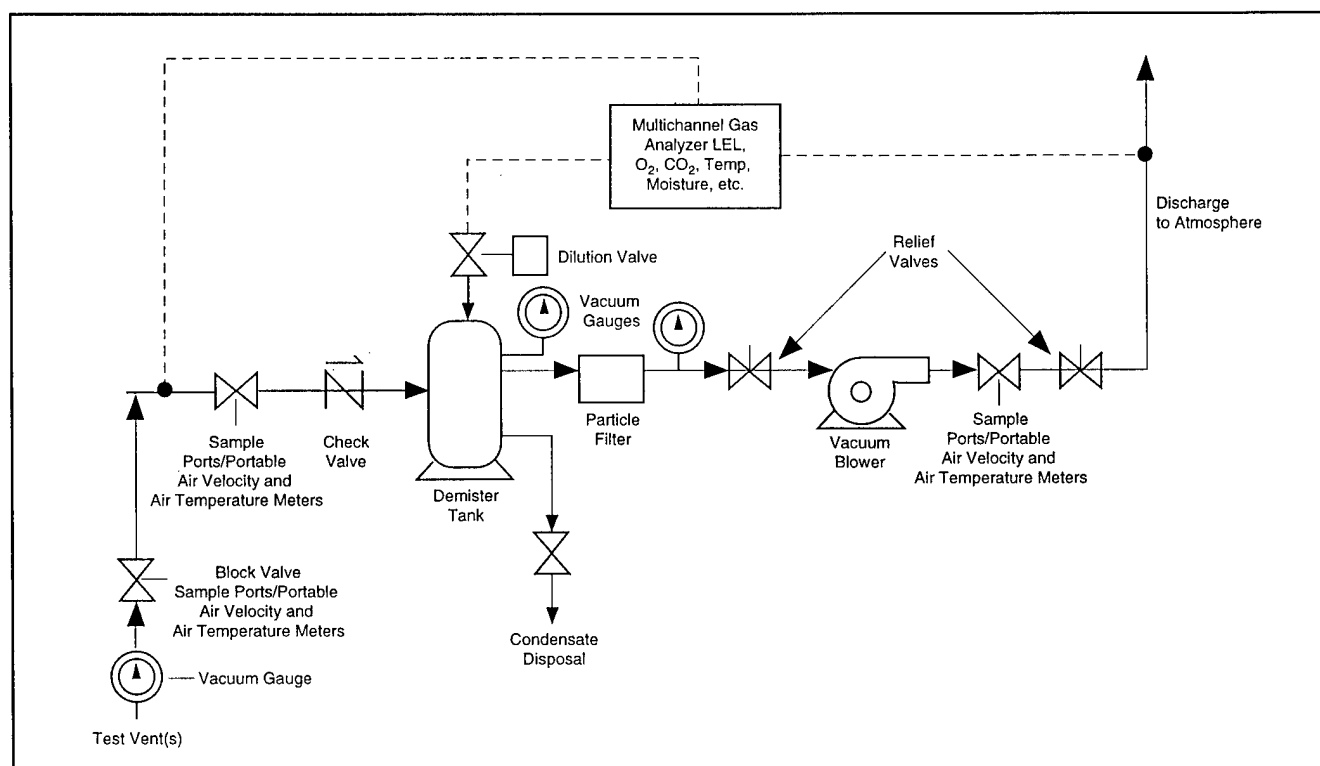 Multichannel Gas
Analyzer LEL,
O₂, CO₂, Temp,
Moisture, etc.
Discharge
to Atmosphere
Relief
Valves
Dilution Valve
Vacuum
Gauges
Sample
Ports/Portable
Air Velocity and
Air Temperature Meters
Check
Valve
Demister
Tank
Particle
Filter
Vacuum
Blower
Sample
Ports/Portable
Air Velocity and
Air Temperature Meters
Block Valve
Sample Ports/Portable
Air Velocity and
Air Temperature Meters
Condensate
Disposal
Vacuum Gauge
Test Vent(s)